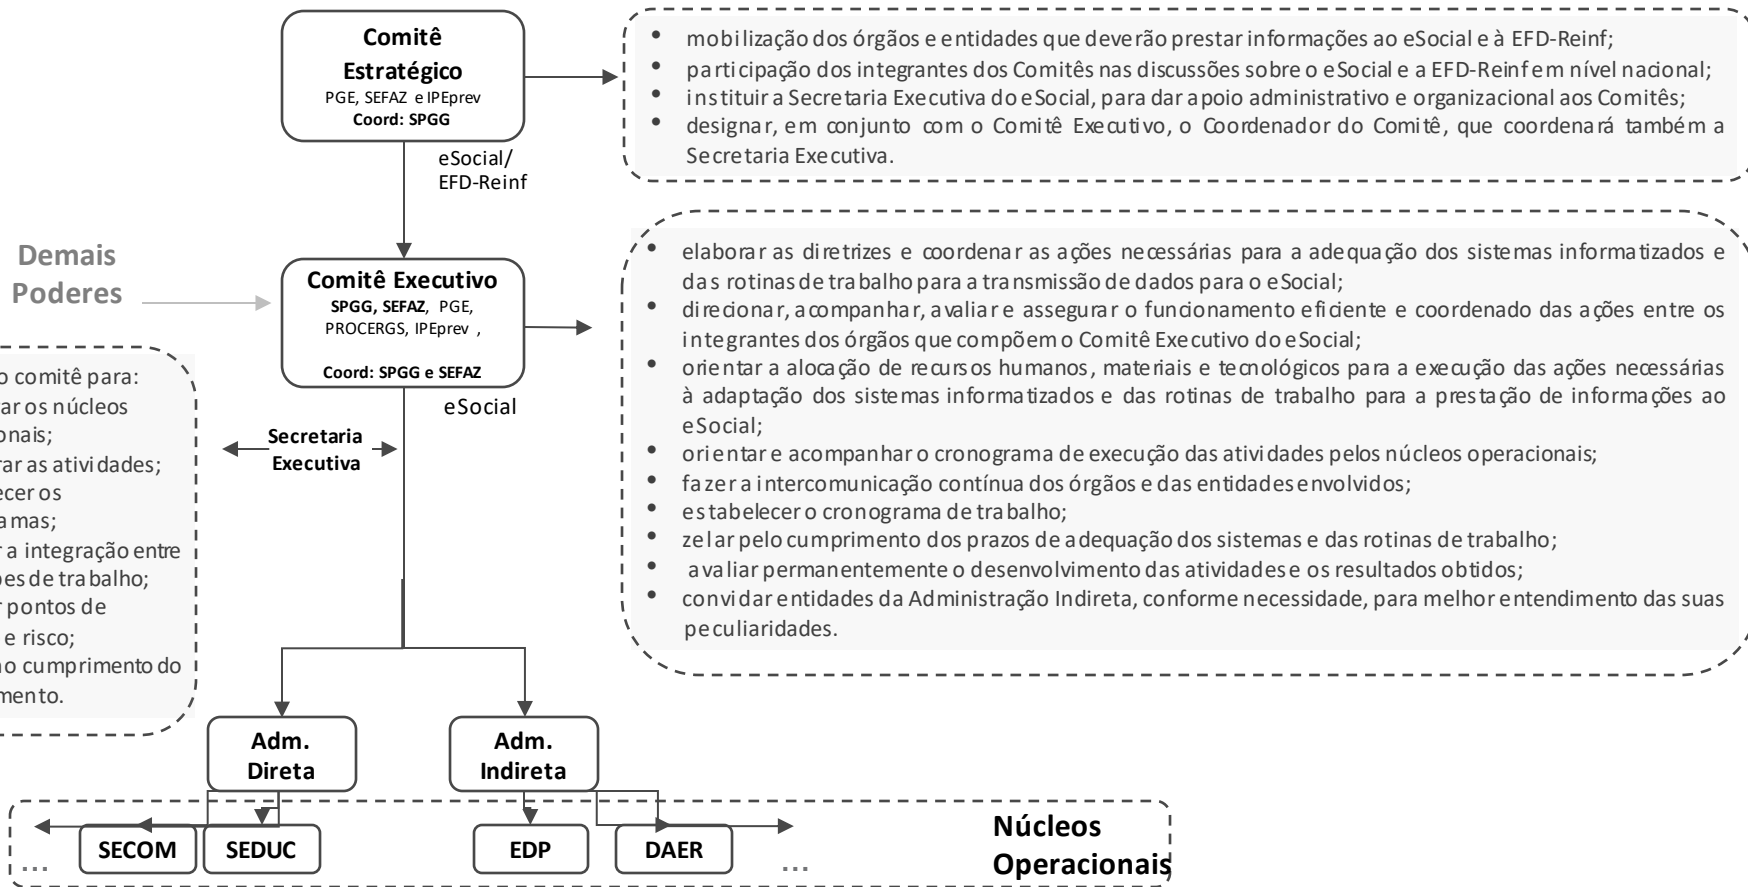 Comitê
Estratégico
PGE, SEFAZ e IPEprev
Coord: SPGG
eSocial/
EFD-Reinf
• mobilização dos órgãos e entidades que deverão prestar informações ao eSocial e à EFD-Reinf;
• participação dos integrantes dos Comitês nas discussões sobre o eSocial e a EFD-Reinf em nível nacional;
• instituir a Secretaria Executiva do eSocial, para dar apoio administrativo e organizacional aos Comitês;
• designar, em conjunto com o Comitê Executivo, o Coordenador do Comitê, que coordenará também a
Secretaria Executiva.
Demais
Poderes
Comitê Executivo
SPGG, SEFAZ, PGE,
PROCERGS, IPEprev ,
Coord: SPGG e SEFAZ
eSocial
• elaborar as diretrizes e coordenar as ações necessárias para a adequação dos sistemas informatizados e
das rotinas de trabalho para a transmissão de dados para o eSocial;
• direcionar, acompanhar, avaliar e assegurar o funcionamento eficiente e coordenado das ações entre os
integrantes dos órgãos que compõem o Comitê Executivo do eSocial;
• orientar a alocação de recursos humanos, materiais e tecnológicos para a execução das ações necessárias
à adaptação dos sistemas informatizados e das rotinas de trabalho para a prestação de informações ao
eSocial;
• orientar e acompanhar o cronograma de execução das atividades pelos núcleos operacionais;
• fazer a intercomunicação contínua dos órgãos e das entidades envolvidos;
• estabelecer o cronograma de trabalho;
• zelar pelo cumprimento dos prazos de adequação dos sistemas e das rotinas de trabalho;
• avaliar permanentemente o desenvolvimento das atividades e os resultados obtidos;
• convidar entidades da Administração Indireta, conforme necessidade, para melhor entendimento das suas
peculiaridades.
o comitê para:
ar os núcleos
onais;
rar as atividades;
ecer os
amas;
r a integração entre
es de trabalho;
r pontos de
e risco;
ao cumprimento do
mento.
Secretaria
Executiva
Adm.
Direta
Adm.
Indireta
...
SECOM
SEDUC
EDP
DAER
...
Núcleos
Operacionais